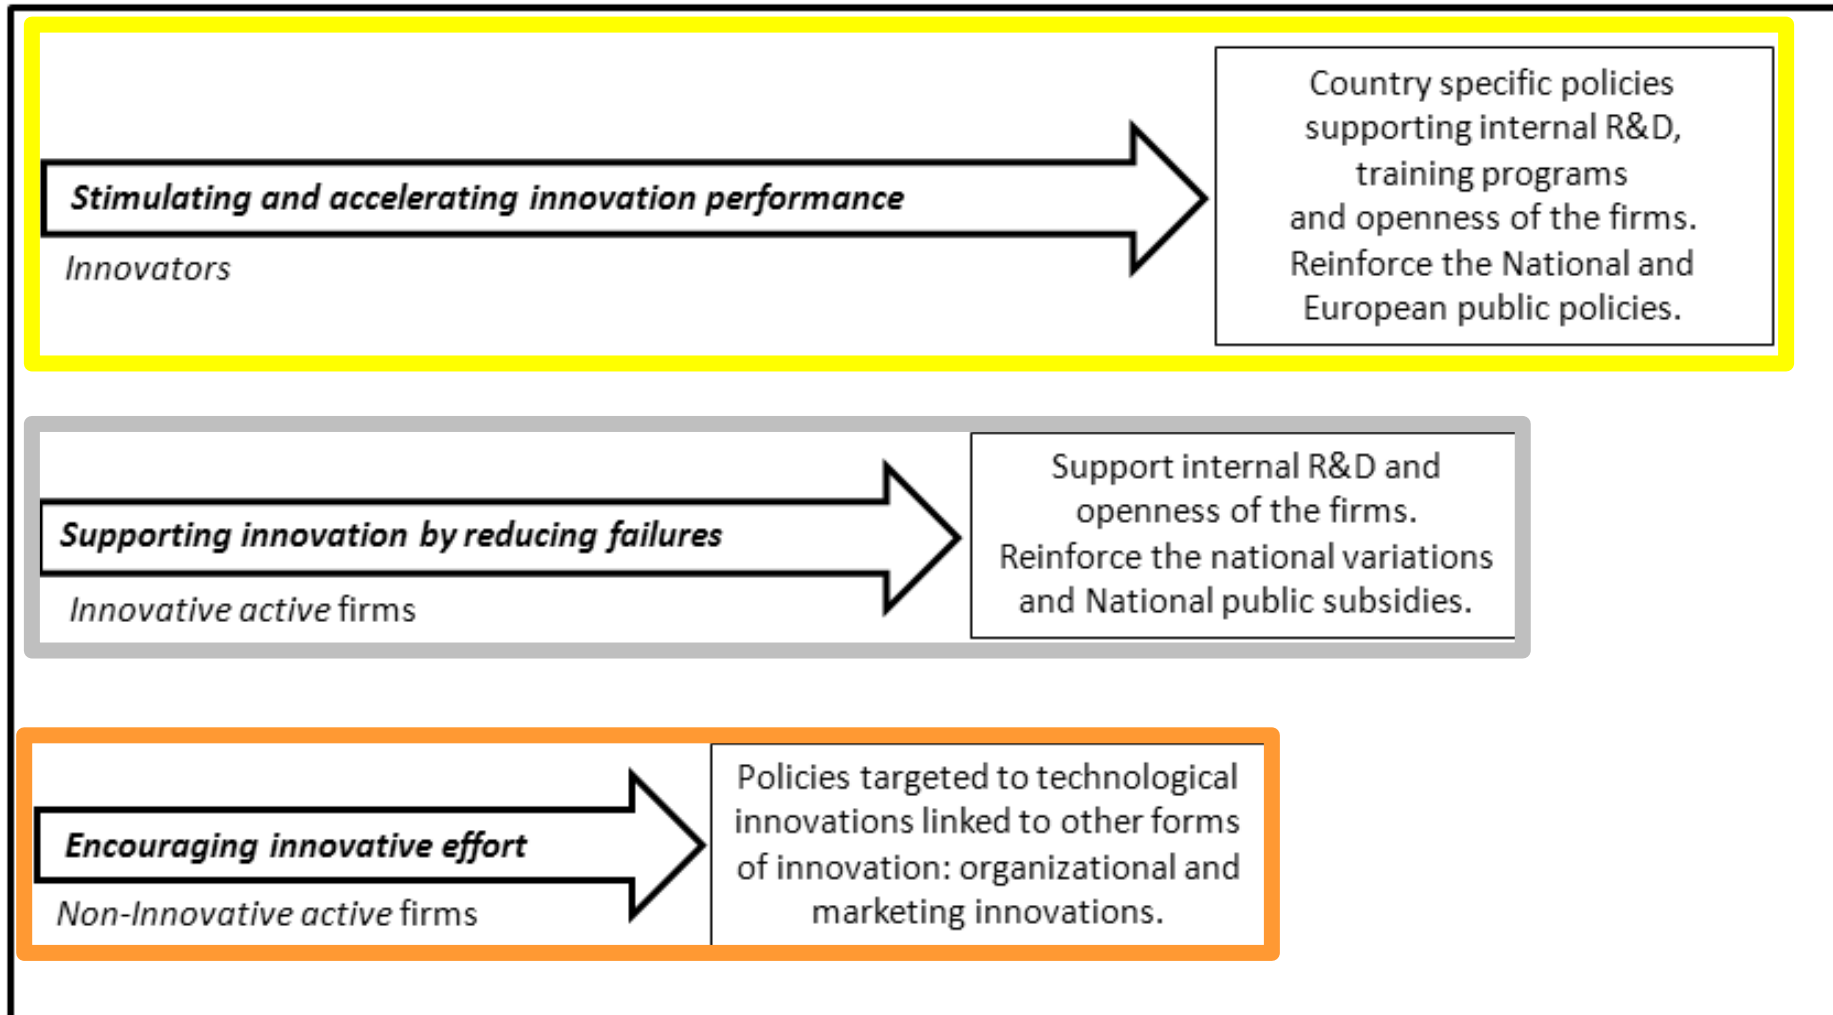 Stimulating and accelerating innovation performance
Innovators
Country specific policies
supporting internal R&D,
training programs
and openness of the firms.
Reinforce the National and
European public policies.
Supporting innovation by reducing failures
Innovative active firms
Support internal R&D and
openness of the firms.
Reinforce the national variations
and National public subsidies.
Encouraging innovative effort
Non-Innovative active firms
Policies targeted to technological
innovations linked to other forms
of innovation: organizational and
marketing innovations.